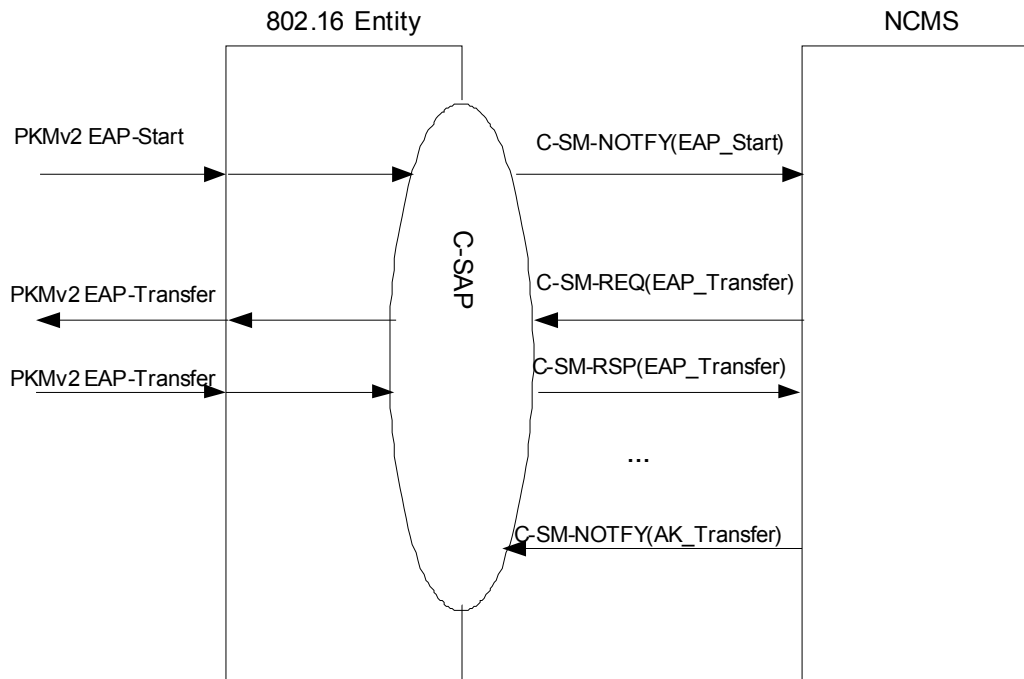 802.16 Entity
NCMS
PKMv2 EAP-Start
C-SM-NOTFY(EAP_Start)
C-SAP
PKMv2 EAP-Transfer
C-SM-REQ(EAP_Transfer)
PKMv2 EAP-Transfer
C-SM-RSP(EAP_Transfer)
...
C-SM-NOTFY(AK_Transfer)